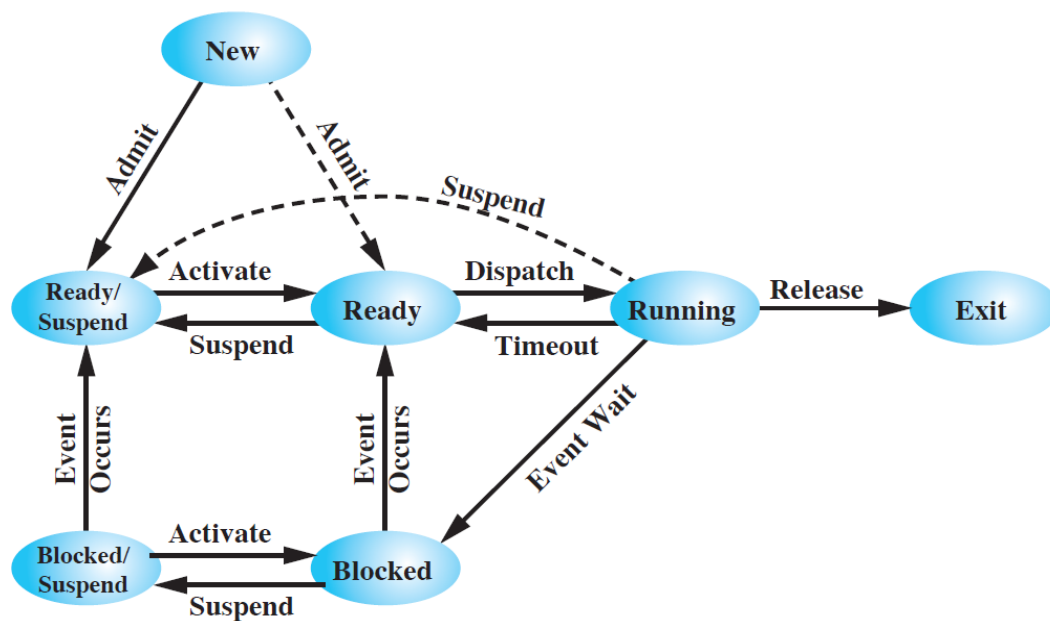 New
Admit
Admit
Suspend
Ready/
Suspend
Activate
Suspend
Ready
Dispatch
Timeout
Running
Release
Exit
Event
Occurs
Event
Occurs
Event Wait
Blocked/
Suspend
Activate
Suspend
Blocked